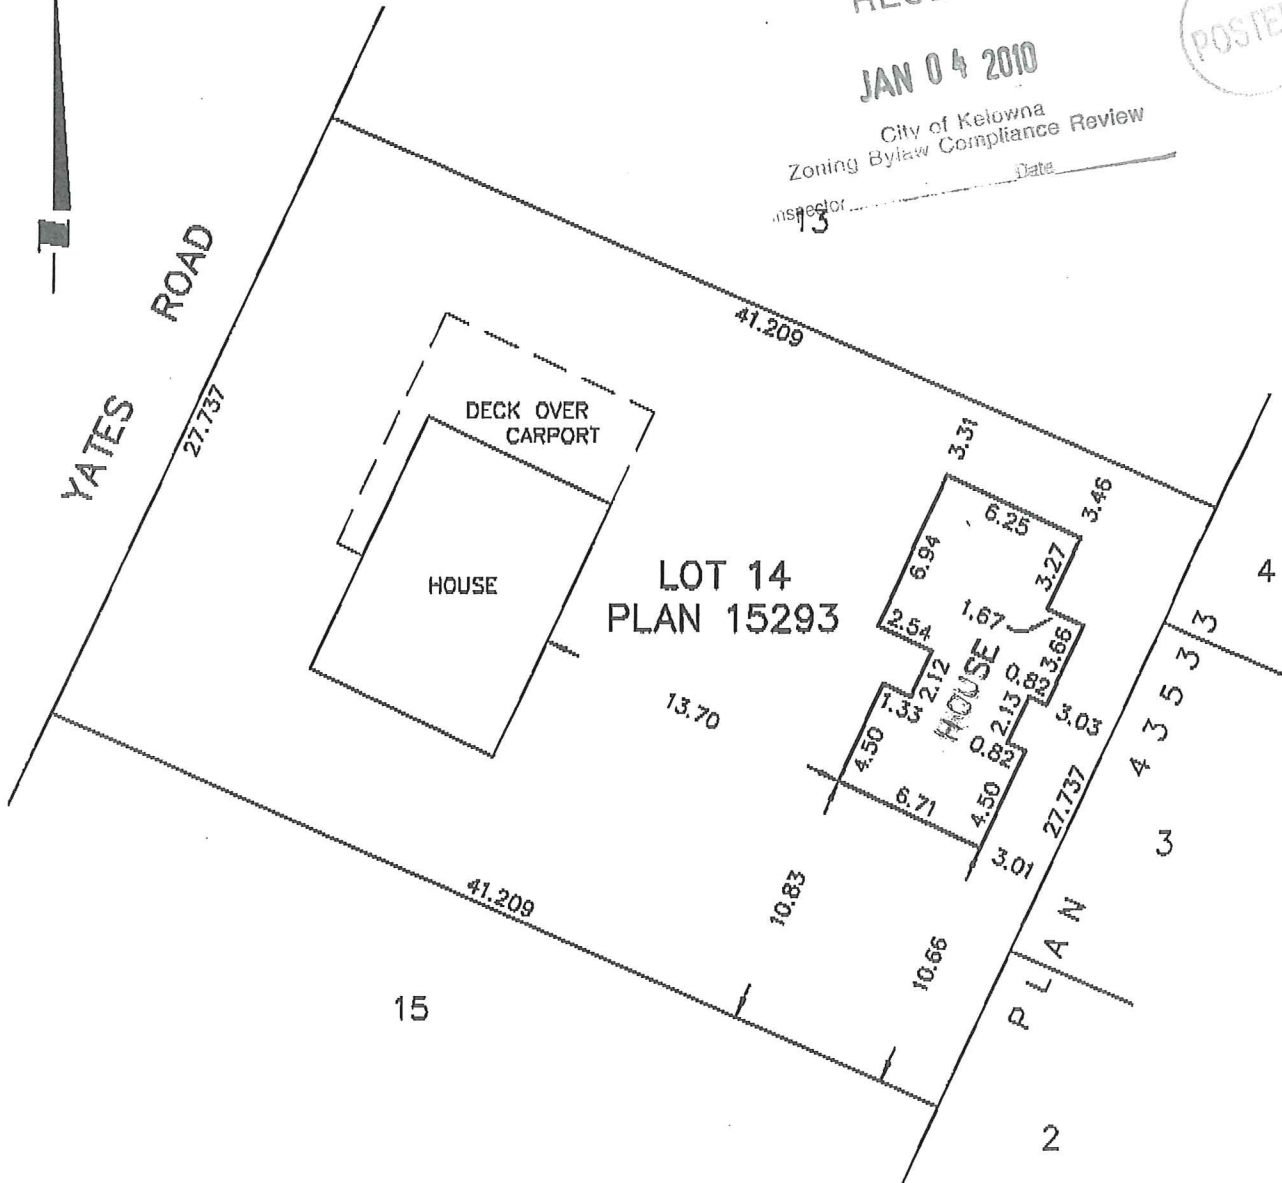 JAN 04 2010
POSTE
City of Kelowna
Zoning Bylaw Compliance Review
Date
Inspector
13
YATES ROAD
27.737
41.209
DECK OVER
CARPORT
HOUSE
LOT 14
PLAN 15293
13.70
3.31
3.46
6.25
6.94
3.27
1.67
2.54
3.66
0.82
2.12
HOUSE
1.33
2.13
3.03
0.82
4.50
4.50
6.71
3.01
27.737
10.83
10.66
41.209
15
PLAN 43533
4
3
2